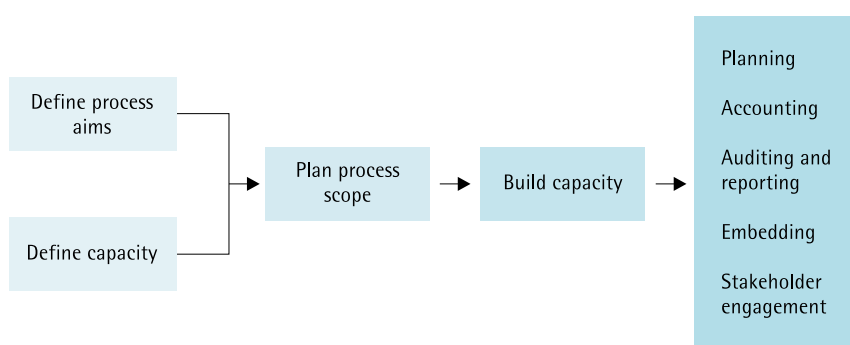 Define process
aims
Define capacity
Plan process
scope
Build capacity
Planning
Accounting
Auditing and
reporting
Embedding
Stakeholder
engagement